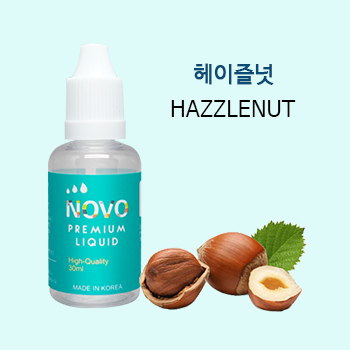 헤이즐넛
HAZZLENUT
NOVO
PREMIUM
LIQUID
High-Quality
30ml
MADE IN KOREA